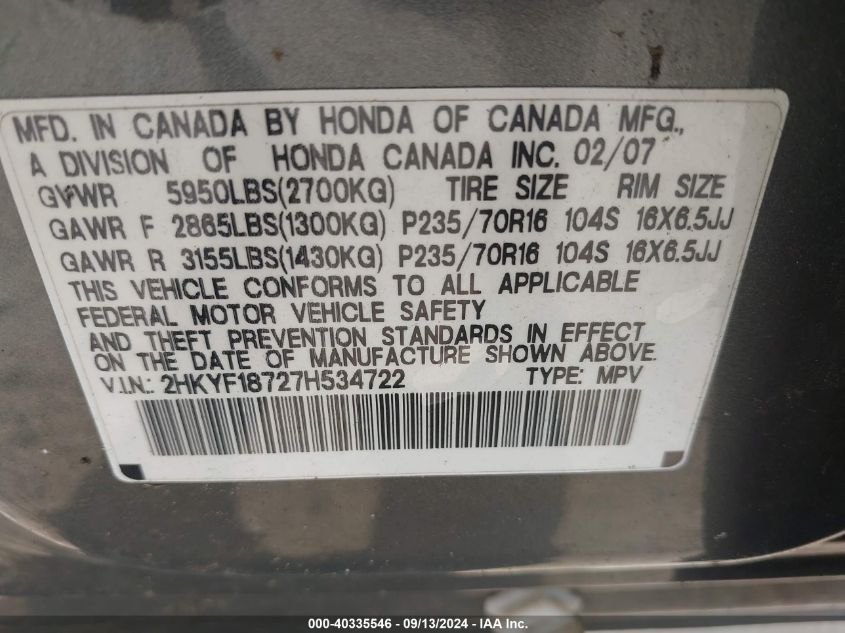 MFD. IN CANADA BY HONDA OF CANADA MFG.,
A DIVISION OF HONDA CANADA INC. 02/07
GVWR 5950LBS(2700KG) TIRE SIZE RIM SIZE
GAWR F 2865LBS(1300KG) P235/70R16 104S 16X6.5JJ
GAWR R 3155LBS(1430KG) P235/70R16 104S 16X6.5JJ
THIS VEHICLE CONFORMS TO ALL APPLICABLE
FEDERAL MOTOR VEHICLE SAFETY
AND THEFT PREVENTION STANDARDS IN EFFECT
ON THE DATE OF MANUFACTURE SHOWN ABOVE.
V.I.N.: 2HKYF18727H534722 TYPE: MPV
000-40335546 - 09/13/2024 - IAA Inc.